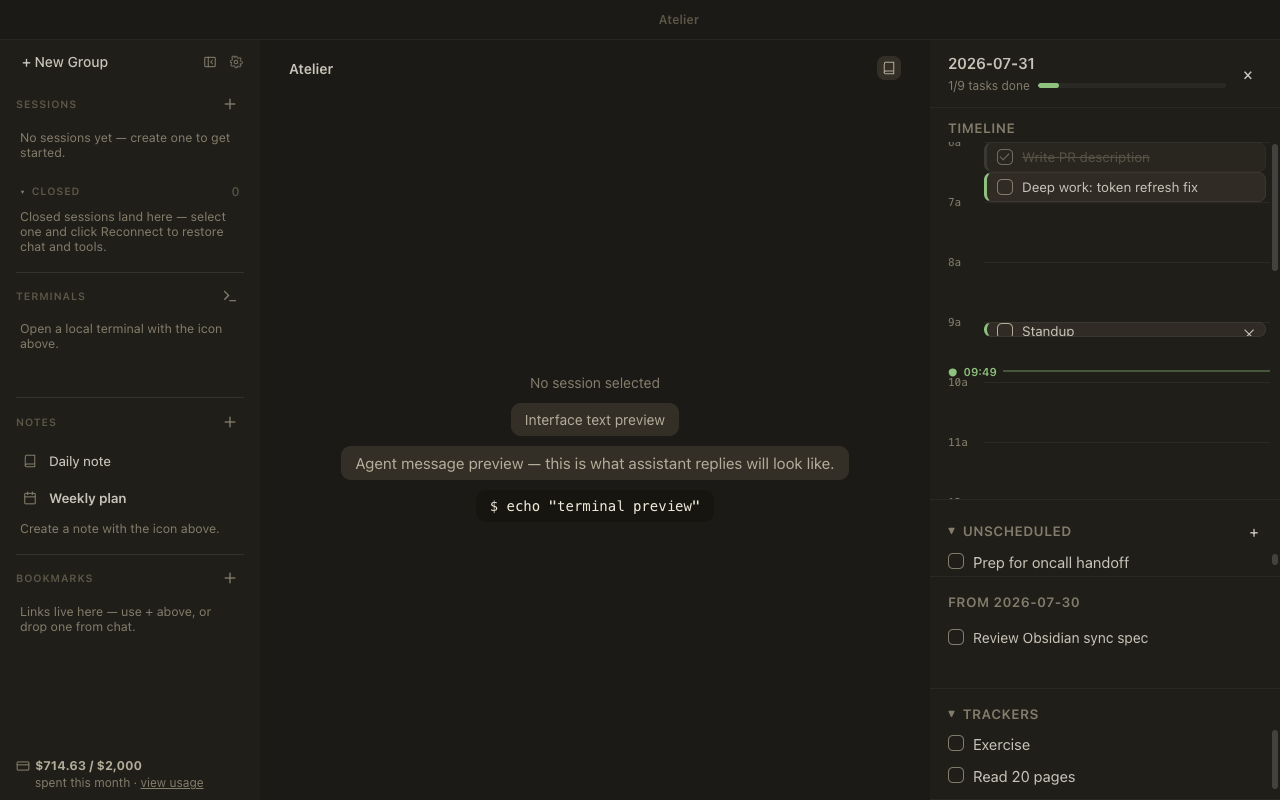 Atelier
+ New Group
SESSIONS
No sessions yet — create one to get
started.
CLOSED
0
Closed sessions land here — select
one and click Reconnect to restore
chat and tools.
TERMINALS
Open a local terminal with the icon
above.
NOTES
Daily note
Weekly plan
Create a note with the icon above.
BOOKMARKS
Links live here — use + above, or
drop one from chat.
$714.63 / $2,000
spent this month · view usage
Atelier
No session selected
Interface text preview
Agent message preview — this is what assistant replies will look like.
$ echo "terminal preview"
2026-07-31
1/9 tasks done
TIMELINE
6a
Write PR description
Deep work: token refresh fix
7a
8a
9a
Standup
09:49
10a
11a
UNSCHEDULED
Prep for oncall handoff
FROM 2026-07-30
Review Obsidian sync spec
TRACKERS
Exercise
Read 20 pages